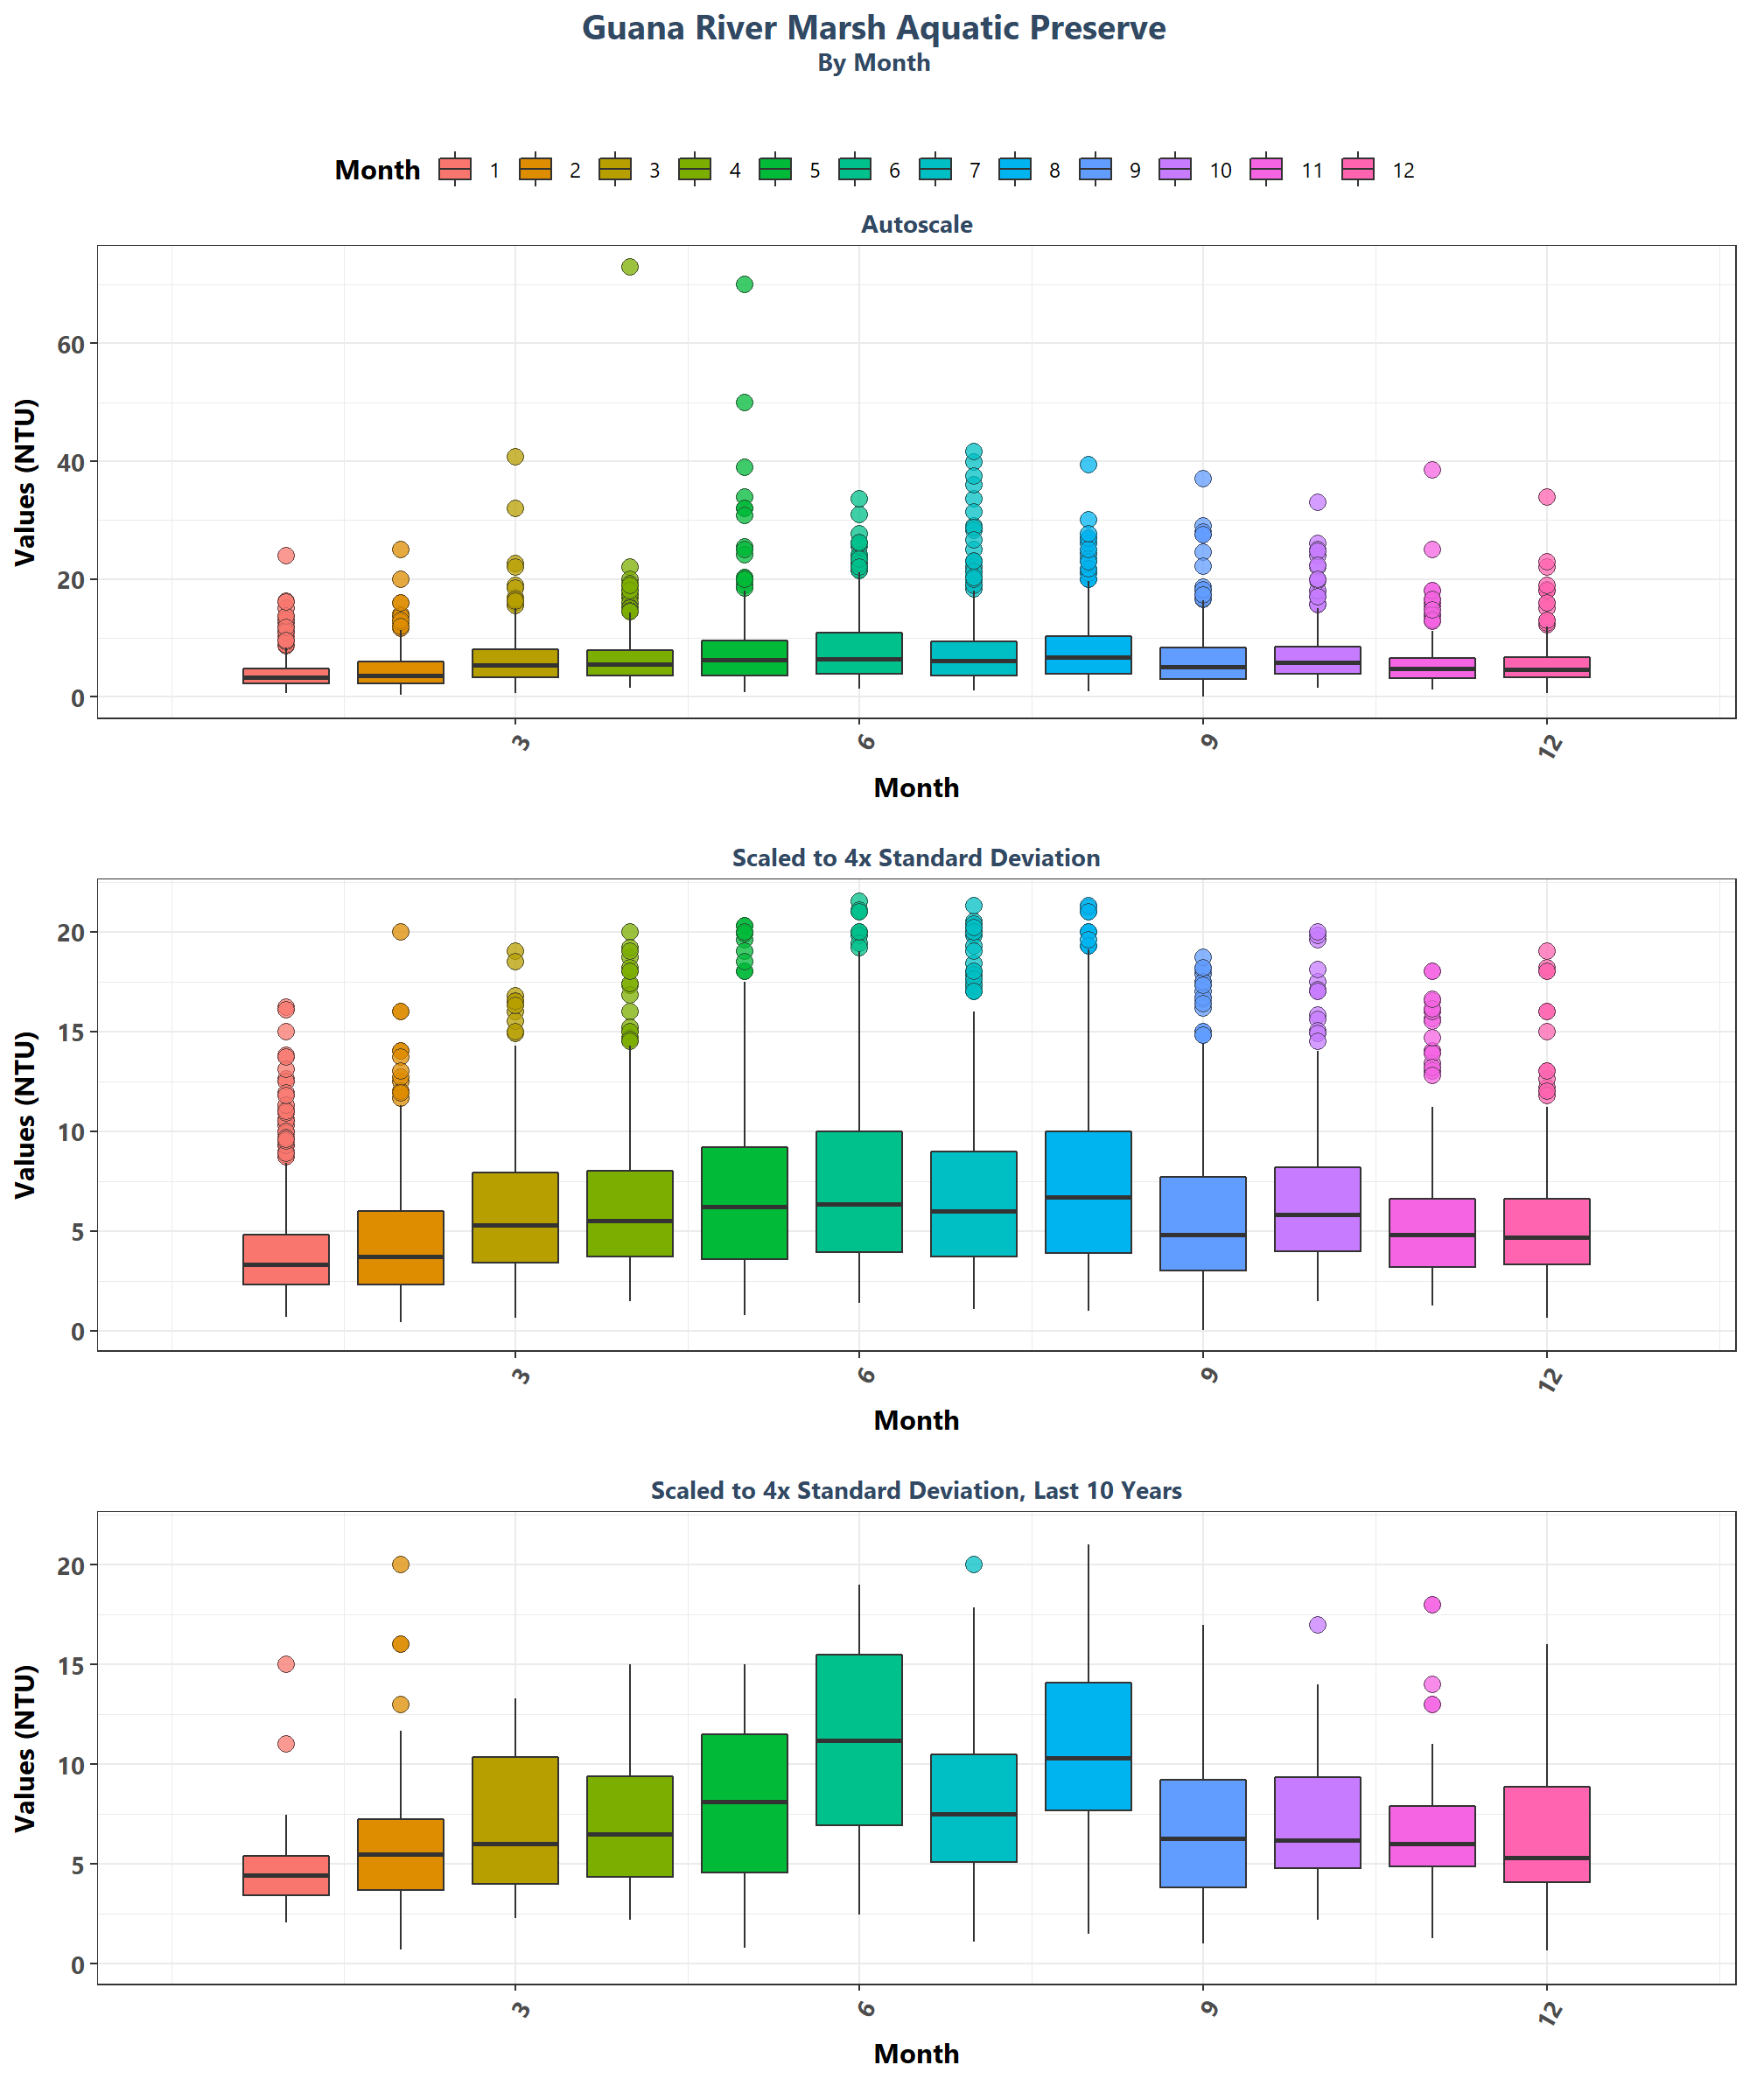 Guana River Marsh Aquatic Preserve
By Month
Month 1 2 3 4 5 6 7 8 9 10 11 12
Autoscale
Values (NTU)
60
40
20
0
3 6 9 12
Month
Scaled to 4x Standard Deviation
Values (NTU)
20
15
10
5
0
3 6 9 12
Month
Scaled to 4x Standard Deviation, Last 10 Years
Values (NTU)
20
15
10
5
0
3 6 9 12
Month